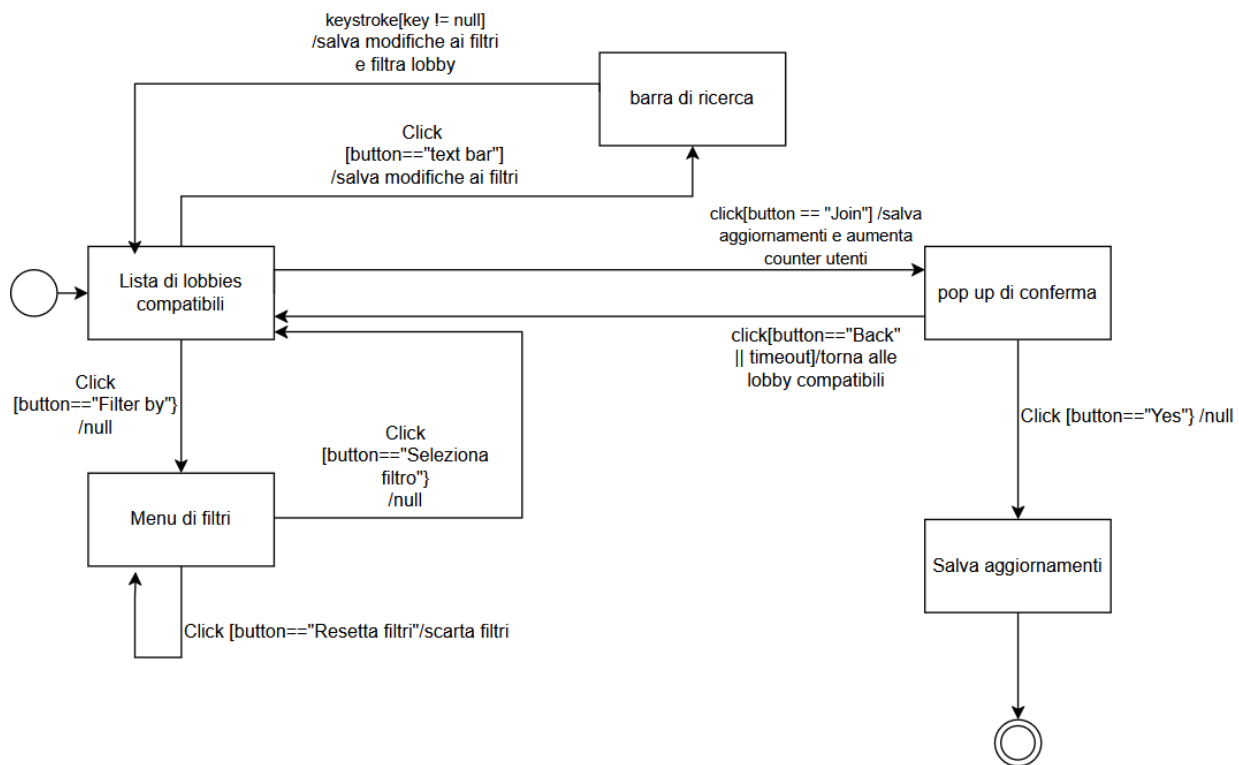 keystroke[key != null]
/salva modifiche ai filtri
e filtra lobby
barra di ricerca
Click
[button=="text bar"]
/salva modifiche ai filtri
click[button == "Join"] /salva
aggiornamenti e aumenta
counter utenti
Lista di lobbies
compatibili
pop up di conferma
click[button=="Back"
|| timeout]/torna alle
lobby compatibili
Click
[button=="Filter by"}
/null
Click
[button=="Seleziona
filtro"}
/null
Click [button=="Yes"} /null
Menu di filtri
Salva aggiornamenti
Click [button=="Resetta filtri"/scarta filtri